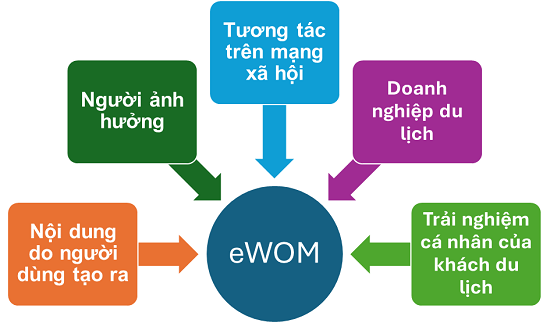 Tương tác
trên mạng
xã hội
Người ảnh
hưởng
Doanh
nghiệp du
lịch
Nội dung
do người
dùng tạo ra
eWOM
Trải nghiệm
cá nhân của
khách du
lịch